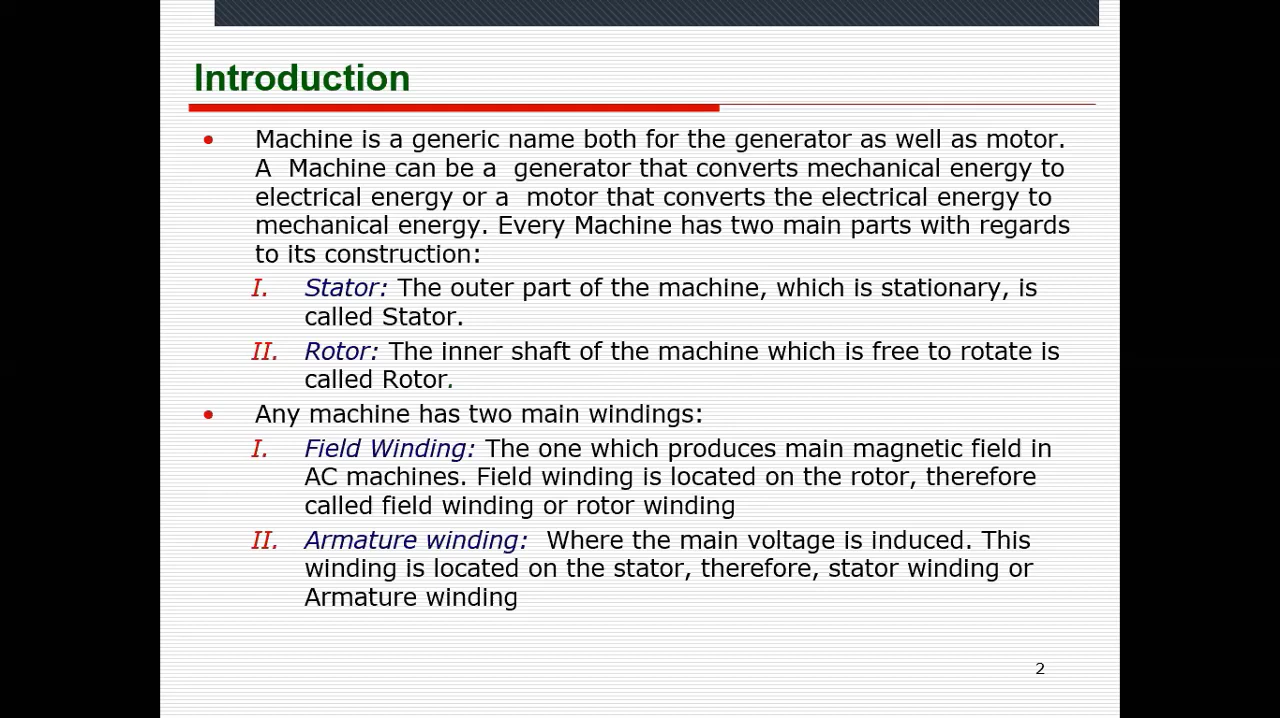 Introduction
• Machine is a generic name both for the generator as well as motor.
A Machine can be a generator that converts mechanical energy to
electrical energy or a motor that converts the electrical energy to
mechanical energy. Every Machine has two main parts with regards
to its construction:
I. Stator: The outer part of the machine, which is stationary, is
called Stator.
II. Rotor: The inner shaft of the machine which is free to rotate is
called Rotor.
• Any machine has two main windings:
I. Field Winding: The one which produces main magnetic field in
AC machines. Field winding is located on the rotor, therefore
called field winding or rotor winding
II. Armature winding: Where the main voltage is induced. This
winding is located on the stator, therefore, stator winding or
Armature winding
2